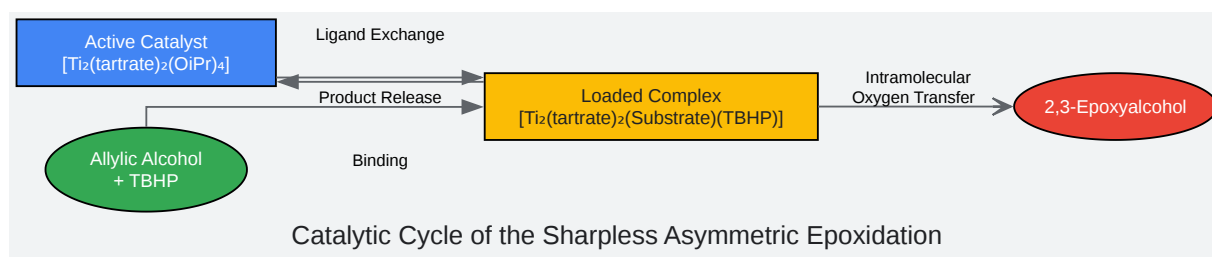 Active Catalyst
[Ti₂(tartrate)₂(OiPr)₄]
Ligand Exchange
Product Release
Allylic Alcohol
+ TBHP
Binding
Loaded Complex
[Ti₂(tartrate)₂(Substrate)(TBHP)]
Intramolecular
Oxygen Transfer
2,3-Epoxyalcohol
Catalytic Cycle of the Sharpless Asymmetric Epoxidation